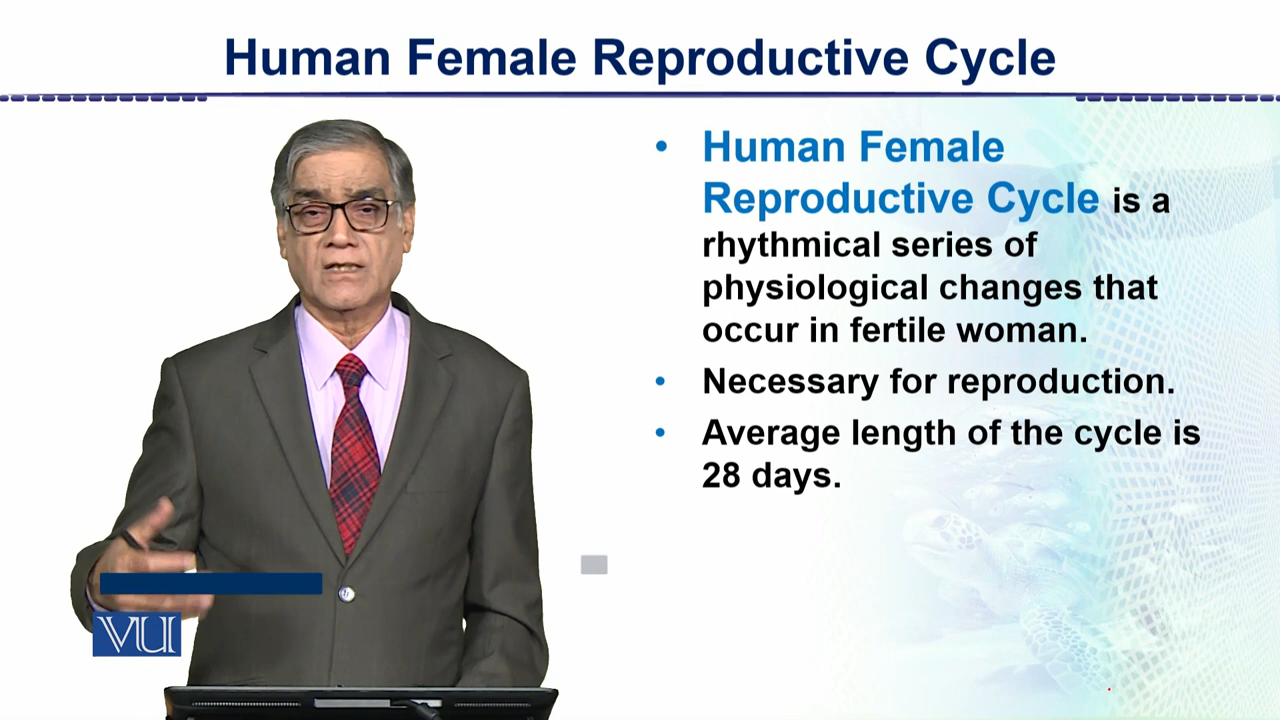 Human Female Reproductive Cycle
• Human Female
Reproductive Cycle is a
rhythmical series of
physiological changes that
occur in fertile woman.
• Necessary for reproduction.
• Average length of the cycle is
28 days.
VU